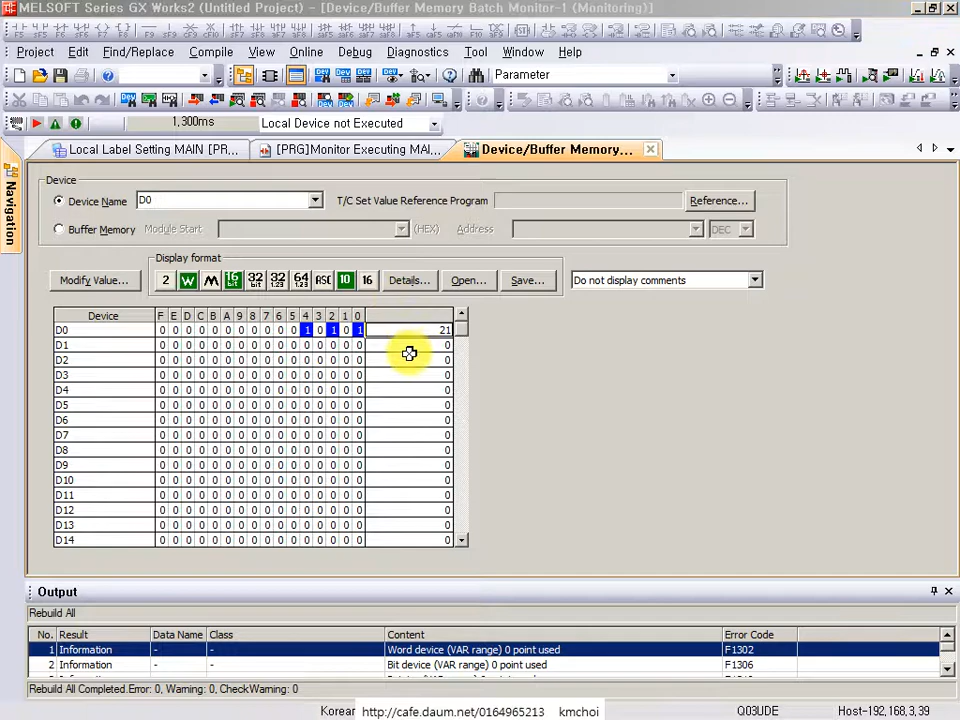 MELSOFT Series GX Works2 (Untitled Project) - [Device/Buffer Memory Batch Monitor-1 (Monitoring)]
Project Edit Find/Replace Compile View Online Debug Diagnostics Tool Window Help
Parameter
1,300ms Local Device not Executed
Local Label Setting MAIN [PR... [PRG]Monitor Executing MAI... Device/Buffer Memory...
Navigation
Device
Device Name D0 T/C Set Value Reference Program Reference...
Buffer Memory Module Start (HEX) Address DEC
Display format
Modify Value... 2 W M 16 bit 32 bit 32 1.23 64 1.23 ASC 10 16 Details... Open... Save... Do not display comments
Device F E D C B A 9 8 7 6 5 4 3 2 1 0
D0 0 0 0 0 0 0 0 0 0 0 0 1 0 1 0 1 21
D1 0 0 0 0 0 0 0 0 0 0 0 0 0 0 0 0 0
D2 0 0 0 0 0 0 0 0 0 0 0 0 0 0 0 0 0
D3 0 0 0 0 0 0 0 0 0 0 0 0 0 0 0 0 0
D4 0 0 0 0 0 0 0 0 0 0 0 0 0 0 0 0 0
D5 0 0 0 0 0 0 0 0 0 0 0 0 0 0 0 0 0
D6 0 0 0 0 0 0 0 0 0 0 0 0 0 0 0 0 0
D7 0 0 0 0 0 0 0 0 0 0 0 0 0 0 0 0 0
D8 0 0 0 0 0 0 0 0 0 0 0 0 0 0 0 0 0
D9 0 0 0 0 0 0 0 0 0 0 0 0 0 0 0 0 0
D10 0 0 0 0 0 0 0 0 0 0 0 0 0 0 0 0 0
D11 0 0 0 0 0 0 0 0 0 0 0 0 0 0 0 0 0
D12 0 0 0 0 0 0 0 0 0 0 0 0 0 0 0 0 0
D13 0 0 0 0 0 0 0 0 0 0 0 0 0 0 0 0 0
D14 0 0 0 0 0 0 0 0 0 0 0 0 0 0 0 0 0
Output
Rebuild All
No. Result Data Name Class Content Error Code
1 Information - - Word device (VAR range) 0 point used F1302
2 Information - - Bit device (VAR range) 0 point used F1306
Rebuild All Completed.Error: 0, Warning: 0, CheckWarning: 0
Korean http://cafe.daum.net/0164965213 kmchoi Q03UDE Host-192,168,3,39